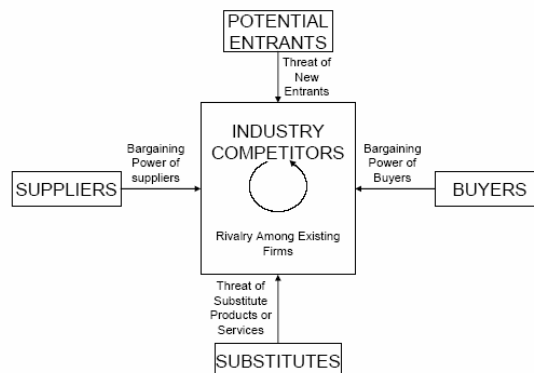 POTENTIAL
ENTRANTS
Threat of
New
Entrants
INDUSTRY
COMPETITORS
Bargaining
Power of
suppliers
Bargaining
Power of
Buyers
SUPPLIERS
BUYERS
Rivalry Among Existing
Firms
Threat of
Substitute
Products or
Services
SUBSTITUTES